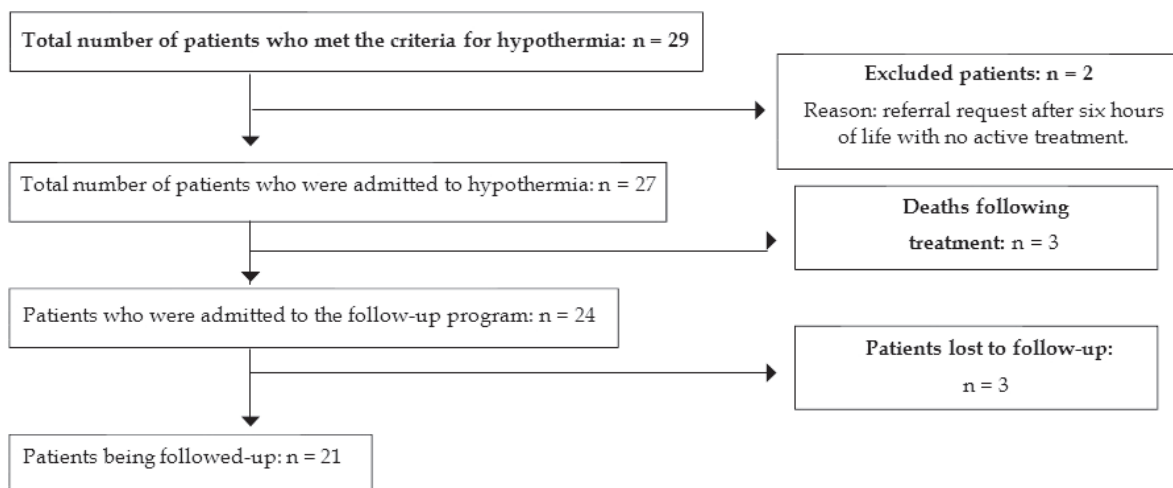 Total number of patients who met the criteria for hypothermia: n = 29
Excluded patients: n = 2
Reason: referral request after six hours
of life with no active treatment.
Total number of patients who were admitted to hypothermia: n = 27
Deaths following
treatment: n = 3
Patients who were admitted to the follow-up program: n = 24
Patients lost to follow-up:
n = 3
Patients being followed-up: n = 21